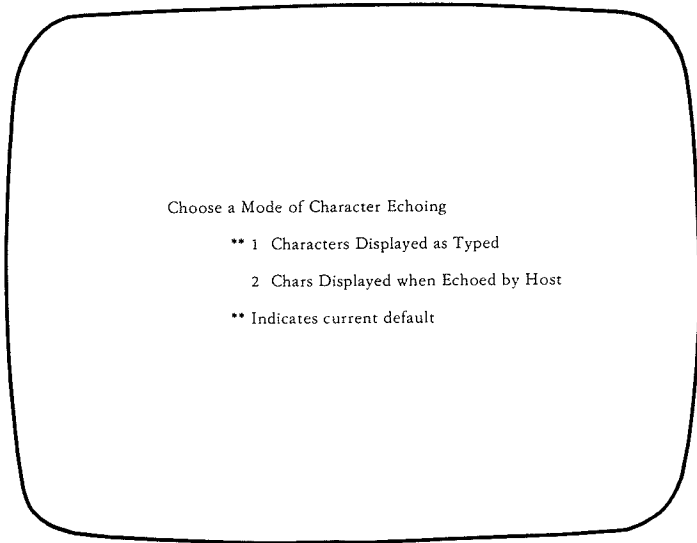 Choose a Mode of Character Echoing
** 1 Characters Displayed as Typed
2 Chars Displayed when Echoed by Host
** Indicates current default